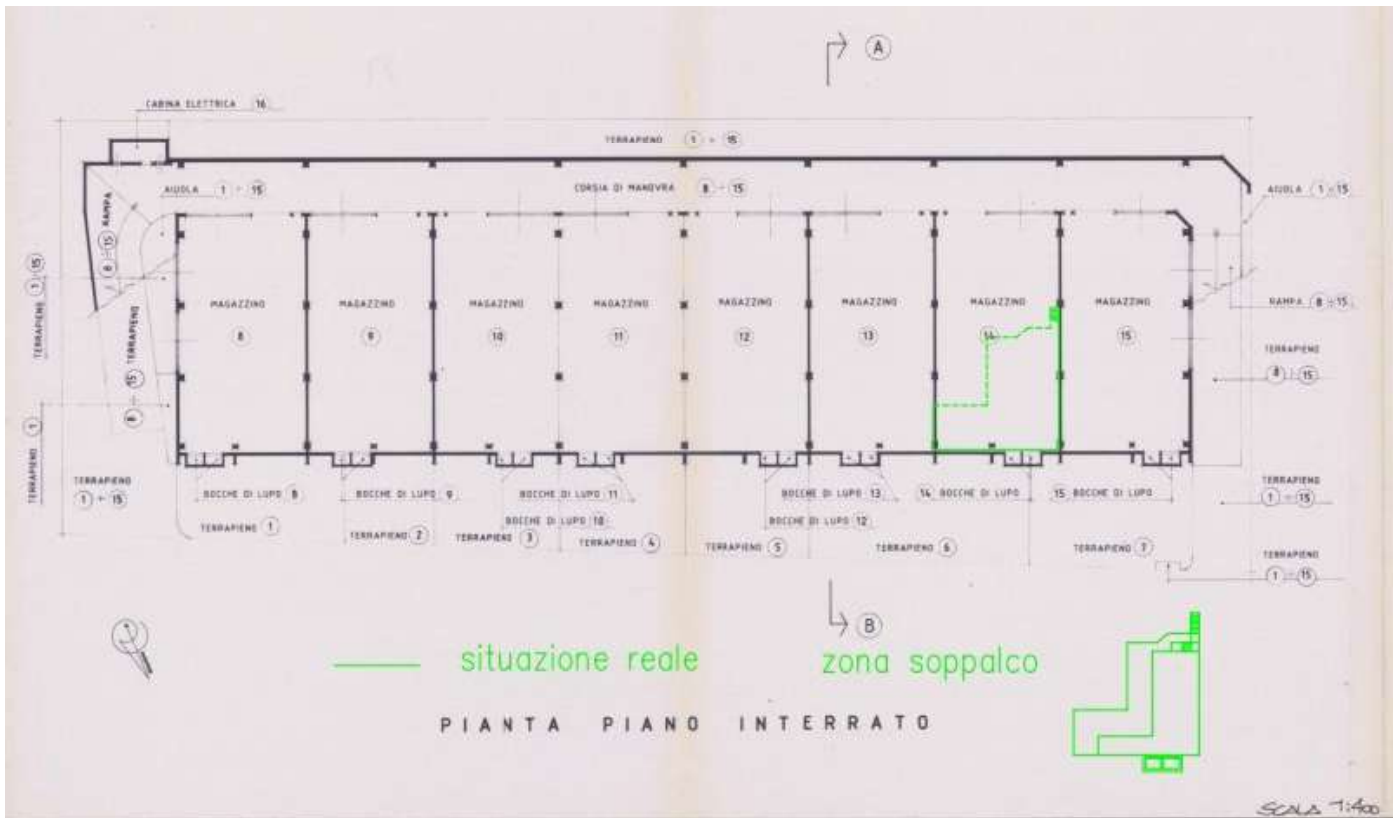 A
CABINA ELETTRICA 16
TERRAPIENO 1 ÷ 15
AIUOLA 1 ÷ 15
CORSIA DI MANOVRA 8 ÷ 15
AIUOLA 1 ÷ 15
RAMPA
8 ÷ 15
TERRAPIENO 1 ÷ 15
TERRAPIENO
8 ÷ 15
MAGAZZINO
8
MAGAZZINO
9
MAGAZZINO
10
MAGAZZINO
11
MAGAZZINO
12
MAGAZZINO
13
MAGAZZINO
14
MAGAZZINO
15
RAMPA 8 ÷ 15
TERRAPIENO
8 ÷ 15
TERRAPIENO 1
TERRAPIENO
1 ÷ 15
BOCCHE DI LUPO 8
BOCCHE DI LUPO 9
BOCCHE DI LUPO 11
BOCCHE DI LUPO 13
14 BOCCHE DI LUPO
15 BOCCHE DI LUPO
TERRAPIENO
1 ÷ 15
BOCCHE DI LUPO 10
BOCCHE DI LUPO 12
TERRAPIENO 1
TERRAPIENO 2
TERRAPIENO 3
TERRAPIENO 4
TERRAPIENO 5
TERRAPIENO 6
TERRAPIENO 7
TERRAPIENO
1 ÷ 15
B
situazione reale
zona soppalco
PIANTA PIANO INTERRATO
SCALA 1:400